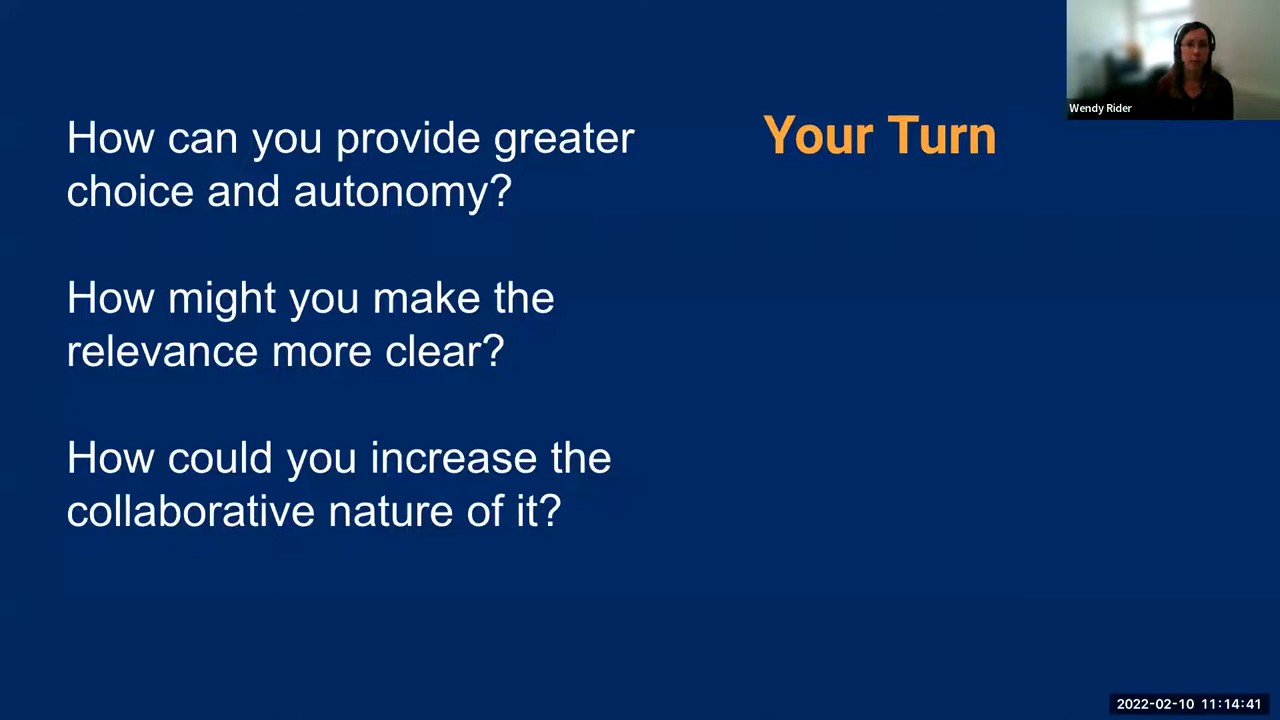 How can you provide greater
choice and autonomy?
How might you make the
relevance more clear?
How could you increase the
collaborative nature of it?
Your Turn
Wendy Rider
2022-02-10 11:14:41